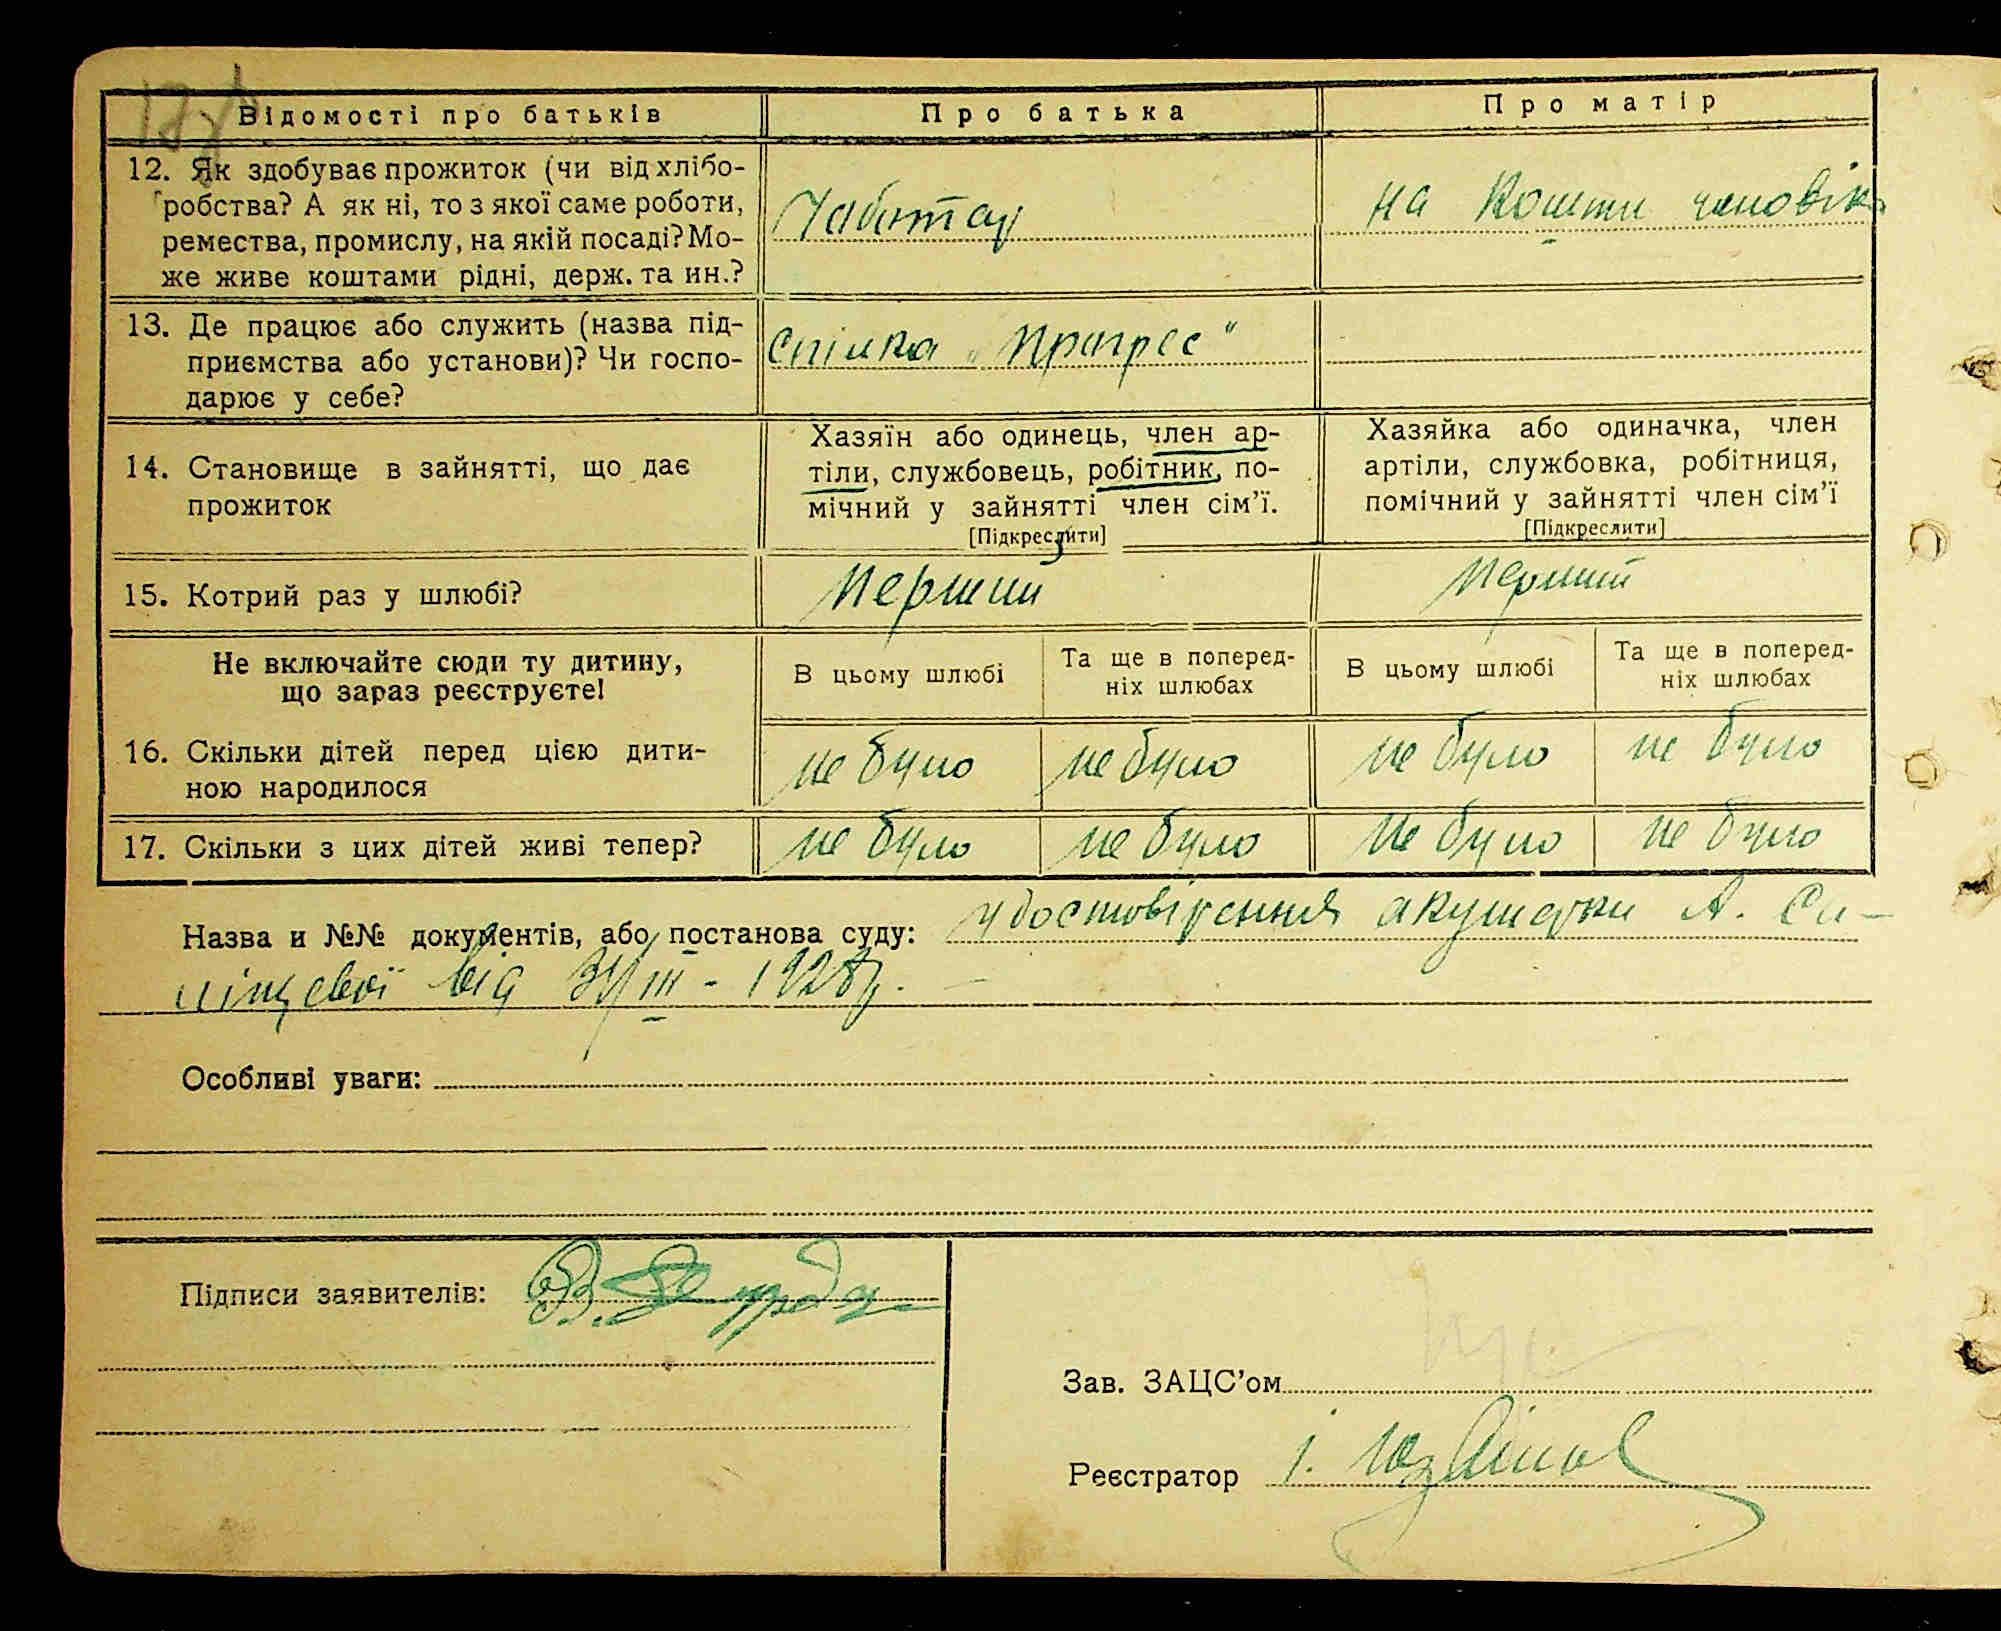 Відомості про батьків
Про батька
Про матір
12. Як здобуває прожиток (чи від хлібо-
робства? А як ні, то з якої саме роботи,
ремества, промислу, на якій посаді? Мо-
же живе коштами рідні, держ. та ин.?
Чаботар
на кошти чиловіка
13. Де працює або служить (назва під-
приємства або установи)? Чи госпо-
дарює у себе?
Спілка „Прогрес"
14. Становище в зайнятті, що дає
прожиток
Хазяїн або одинець, член ар-
тіли, службовець, робітник, по-
мічний у зайнятті член сім'ї.
[Підкреслити]
Хазяйка або одиначка, член
артіли, службовка, робітниця,
помічний у зайнятті член сім'ї
[Підкреслити]
15. Котрий раз у шлюбі?
Перший
Перший
Не включайте сюди ту дитину,
що зараз реєструєте!
В цьому шлюбі
Та ще в поперед-
ніх шлюбах
В цьому шлюбі
Та ще в поперед-
ніх шлюбах
16. Скільки дітей перед цією дити-
ною народилося
не було
не було
не було
не було
17. Скільки з цих дітей живі тепер?
не було
не було
не було
не було
Назва и №№ документів, або постанова суду: удостовірення акушерки А.
від III - 1928р. –
Особливі уваги:
Підписи заявителів:
Зав. ЗАЦС'ом
Реєстратор І.